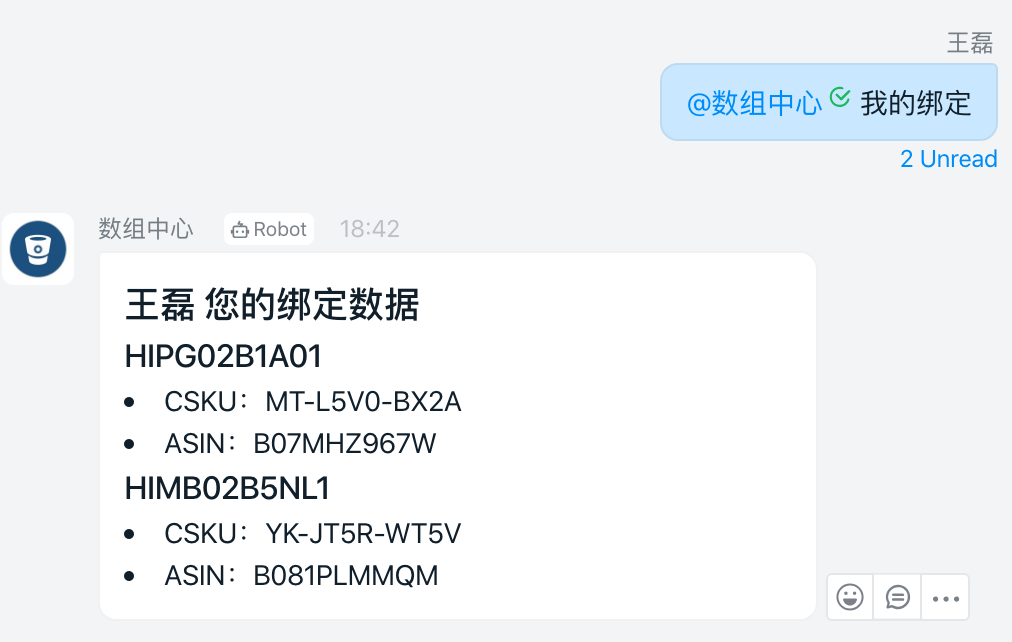 王磊
@数组中心 我的绑定
2 Unread
数组中心 Robot 18:42
王磊 您的绑定数据
HIPG02B1A01
• CSKU：MT-L5V0-BX2A
• ASIN：B07MHZ967W
HIMB02B5NL1
• CSKU：YK-JT5R-WT5V
• ASIN：B081PLMMQM